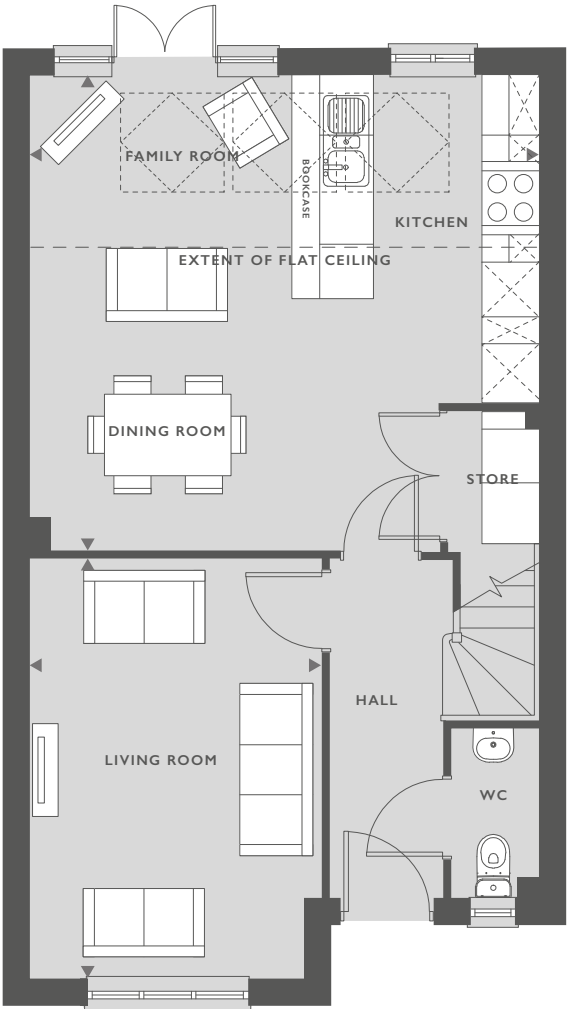 FAMILY ROOM
BOOKCASE
KITCHEN
EXTENT OF FLAT CEILING
DINING ROOM
STORE
HALL
LIVING ROOM
WC